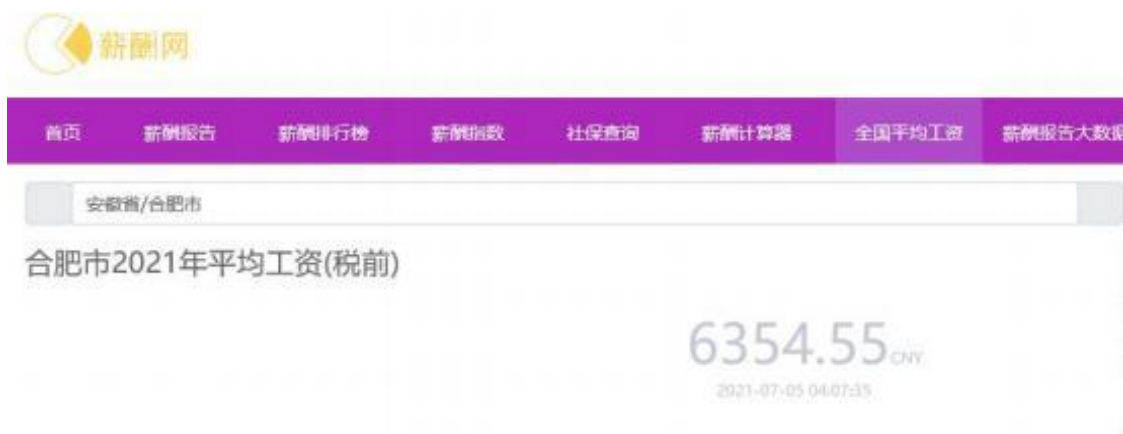 薪酬网
首页 薪酬报告 薪酬排行榜 薪酬指数 社保查询 薪酬计算器 全国平均工资 薪酬报告大数据
安徽省/合肥市
合肥市2021年平均工资(税前)
6354.55 CNY
2021-07-05 04:07:35